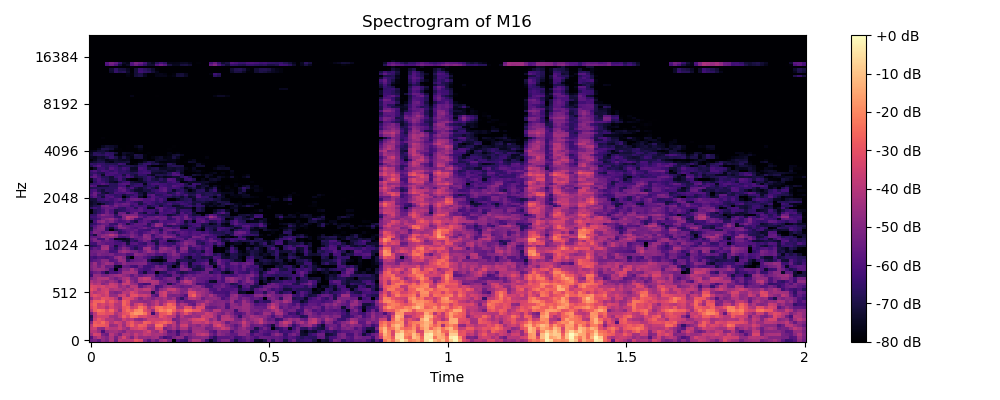 Spectrogram of M16
Hz
16384
8192
4096
2048
1024
512
0
0
0.5
1
1.5
2
Time
+0 dB
-10 dB
-20 dB
-30 dB
-40 dB
-50 dB
-60 dB
-70 dB
-80 dB